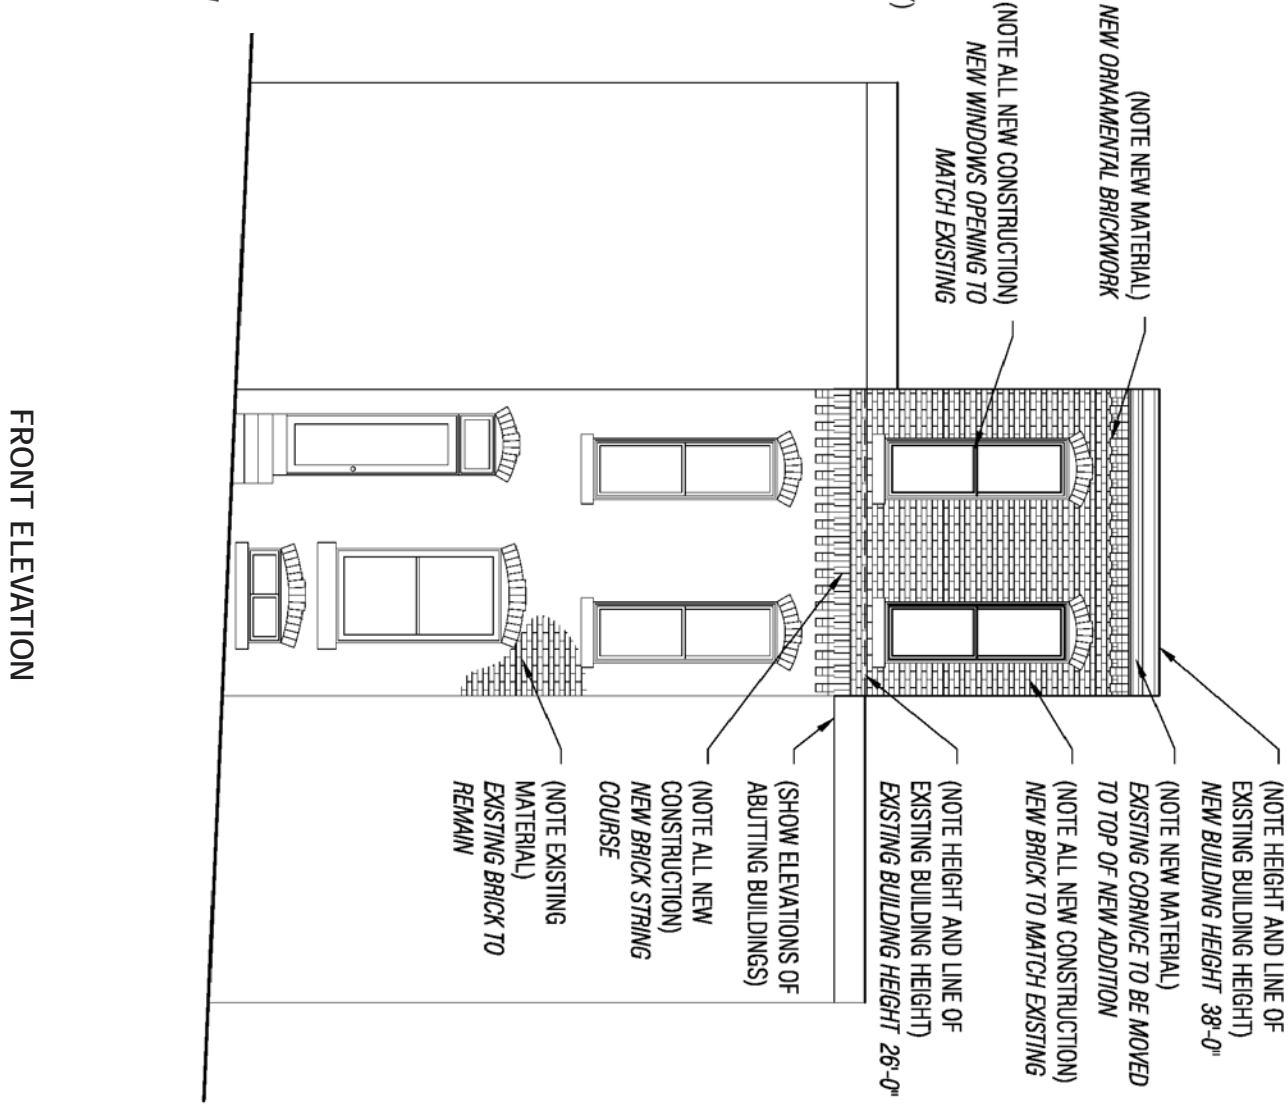 (NOTE NEW MATERIAL)
NEW ORNAMENTAL BRICKWORK
(NOTE ALL NEW CONSTRUCTION)
NEW WINDOWS OPENING TO
MATCH EXISTING
(NOTE HEIGHT AND LINE OF
EXISTING BUILDING HEIGHT)
NEW BUILDING HEIGHT 38'-0"
(NOTE NEW MATERIAL)
EXISTING CORNICE TO BE MOVED
TO TOP OF NEW ADDITION
(NOTE ALL NEW CONSTRUCTION)
NEW BRICK TO MATCH EXISTING
(NOTE HEIGHT AND LINE OF
EXISTING BUILDING HEIGHT)
EXISTING BUILDING HEIGHT 26'-0"
(SHOW ELEVATIONS OF
ABUTTING BUILDINGS)
(NOTE ALL NEW
CONSTRUCTION)
NEW BRICK STRING
COURSE
(NOTE EXISTING
MATERIAL)
EXISTING BRICK TO
REMAIN
FRONT ELEVATION